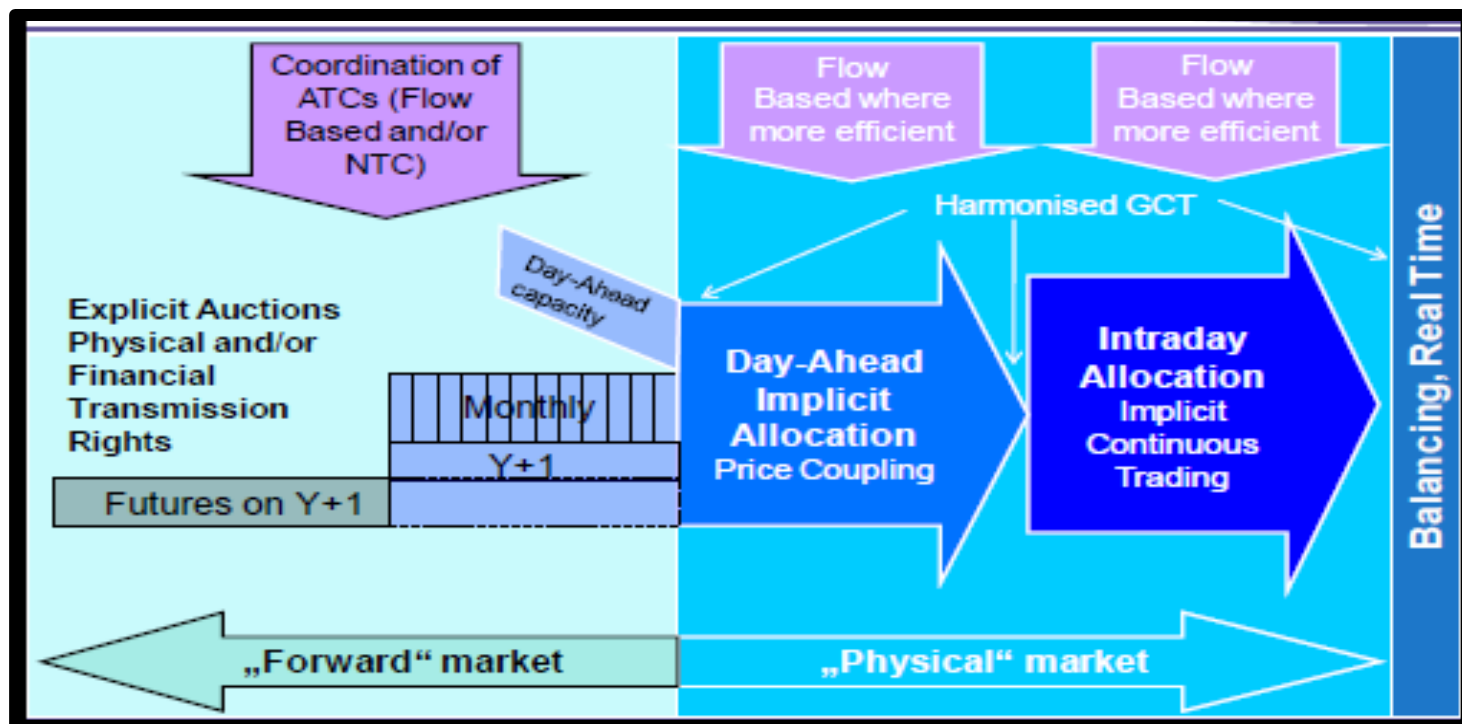 Coordination of
ATCs (Flow
Based and/or
NTC)
Flow
Based where
more efficient
Flow
Based where
more efficient
Harmonised GCT
Day-Ahead
capacity
Explicit Auctions
Physical and/or
Financial
Transmission
Rights
Monthly
Y+1
Futures on Y+1
Day-Ahead
Implicit
Allocation
Price Coupling
Intraday
Allocation
Implicit
Continuous
Trading
Balancing, Real Time
„Forward“ market
„Physical“ market